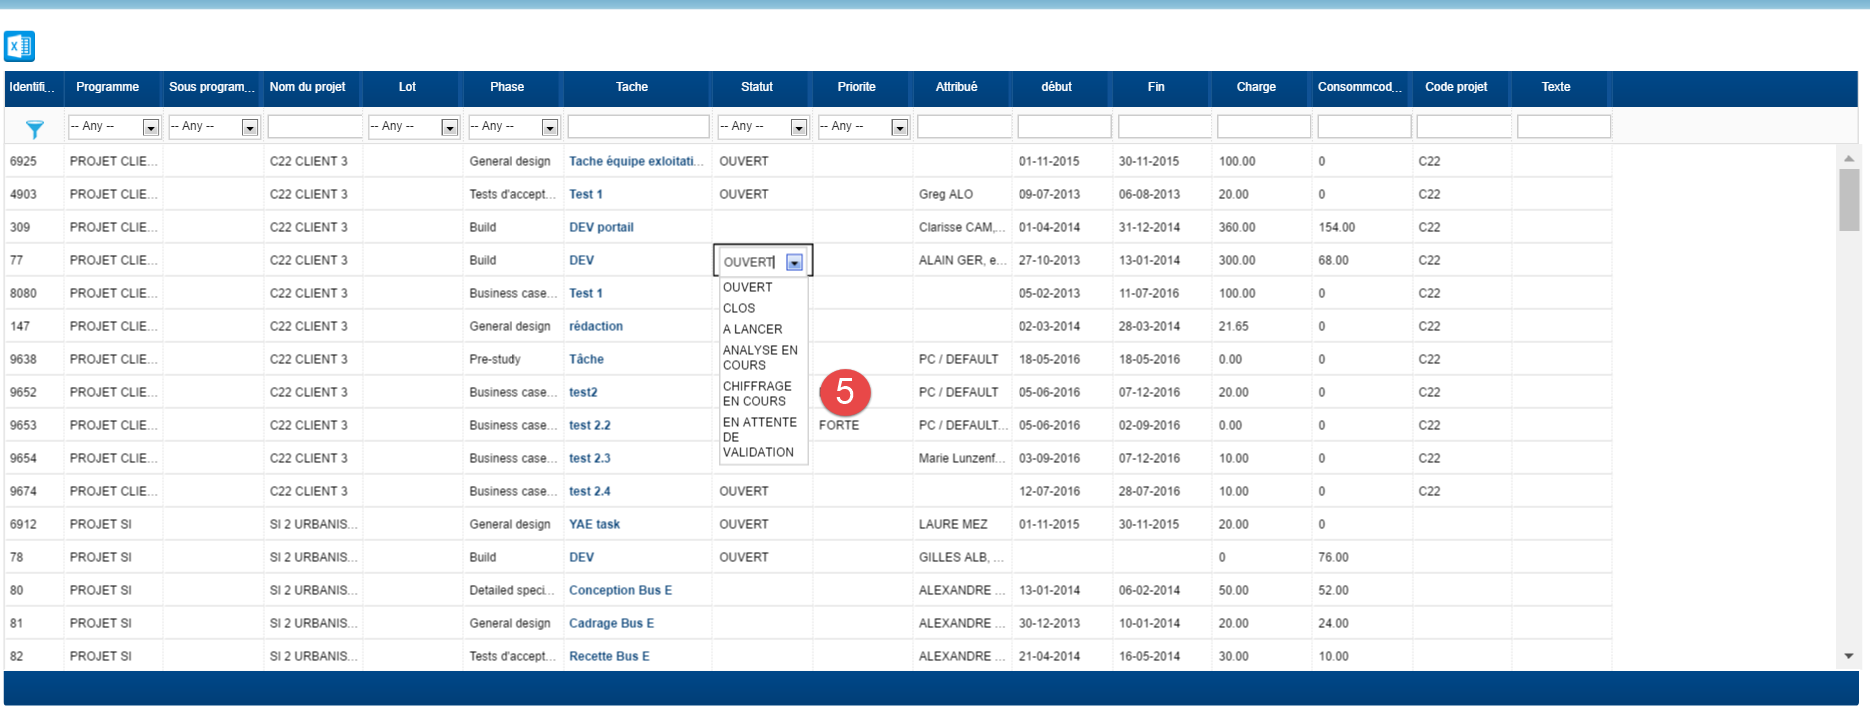 Identifi... Programme Sous program... Nom du projet Lot Phase Tache Statut Priorite Attribué début Fin Charge Consommcod... Code projet Texte
-- Any -- -- Any -- -- Any -- -- Any -- -- Any -- -- Any --
6925 PROJET CLIE... C22 CLIENT 3 General design Tache équipe exloitati... OUVERT 01-11-2015 30-11-2015 100.00 0 C22
4903 PROJET CLIE... C22 CLIENT 3 Tests d'accept... Test 1 OUVERT Greg ALO 09-07-2013 06-08-2013 20.00 0 C22
309 PROJET CLIE... C22 CLIENT 3 Build DEV portail Clarisse CAM,... 01-04-2014 31-12-2014 360.00 154.00 C22
77 PROJET CLIE... C22 CLIENT 3 Build DEV OUVERT ALAIN GER, e... 27-10-2013 13-01-2014 300.00 68.00 C22
OUVERT
CLOS
A LANCER
ANALYSE EN
COURS
CHIFFRAGE
EN COURS
EN ATTENTE
DE
VALIDATION
5
8080 PROJET CLIE... C22 CLIENT 3 Business case... Test 1 05-02-2013 11-07-2016 100.00 0 C22
147 PROJET CLIE... C22 CLIENT 3 General design rédaction 02-03-2014 28-03-2014 21.65 0 C22
9638 PROJET CLIE... C22 CLIENT 3 Pre-study Tâche PC / DEFAULT 18-05-2016 18-05-2016 0.00 0 C22
9652 PROJET CLIE... C22 CLIENT 3 Business case... test2 PC / DEFAULT 05-06-2016 07-12-2016 20.00 0 C22
9653 PROJET CLIE... C22 CLIENT 3 Business case... test 2.2 FORTE PC / DEFAULT... 05-06-2016 02-09-2016 0.00 0 C22
9654 PROJET CLIE... C22 CLIENT 3 Business case... test 2.3 Marie Lunzenf... 03-09-2016 07-12-2016 10.00 0 C22
9674 PROJET CLIE... C22 CLIENT 3 Business case... test 2.4 OUVERT 12-07-2016 28-07-2016 10.00 0 C22
6912 PROJET SI SI 2 URBANIS... General design YAE task OUVERT LAURE MEZ 01-11-2015 30-11-2015 20.00 0
78 PROJET SI SI 2 URBANIS... Build DEV OUVERT GILLES ALB, ... 0 76.00
80 PROJET SI SI 2 URBANIS... Detailed speci... Conception Bus E ALEXANDRE ... 13-01-2014 06-02-2014 50.00 52.00
81 PROJET SI SI 2 URBANIS... General design Cadrage Bus E ALEXANDRE ... 30-12-2013 10-01-2014 20.00 24.00
82 PROJET SI SI 2 URBANIS... Tests d'accept... Recette Bus E ALEXANDRE ... 21-04-2014 16-05-2014 30.00 10.00